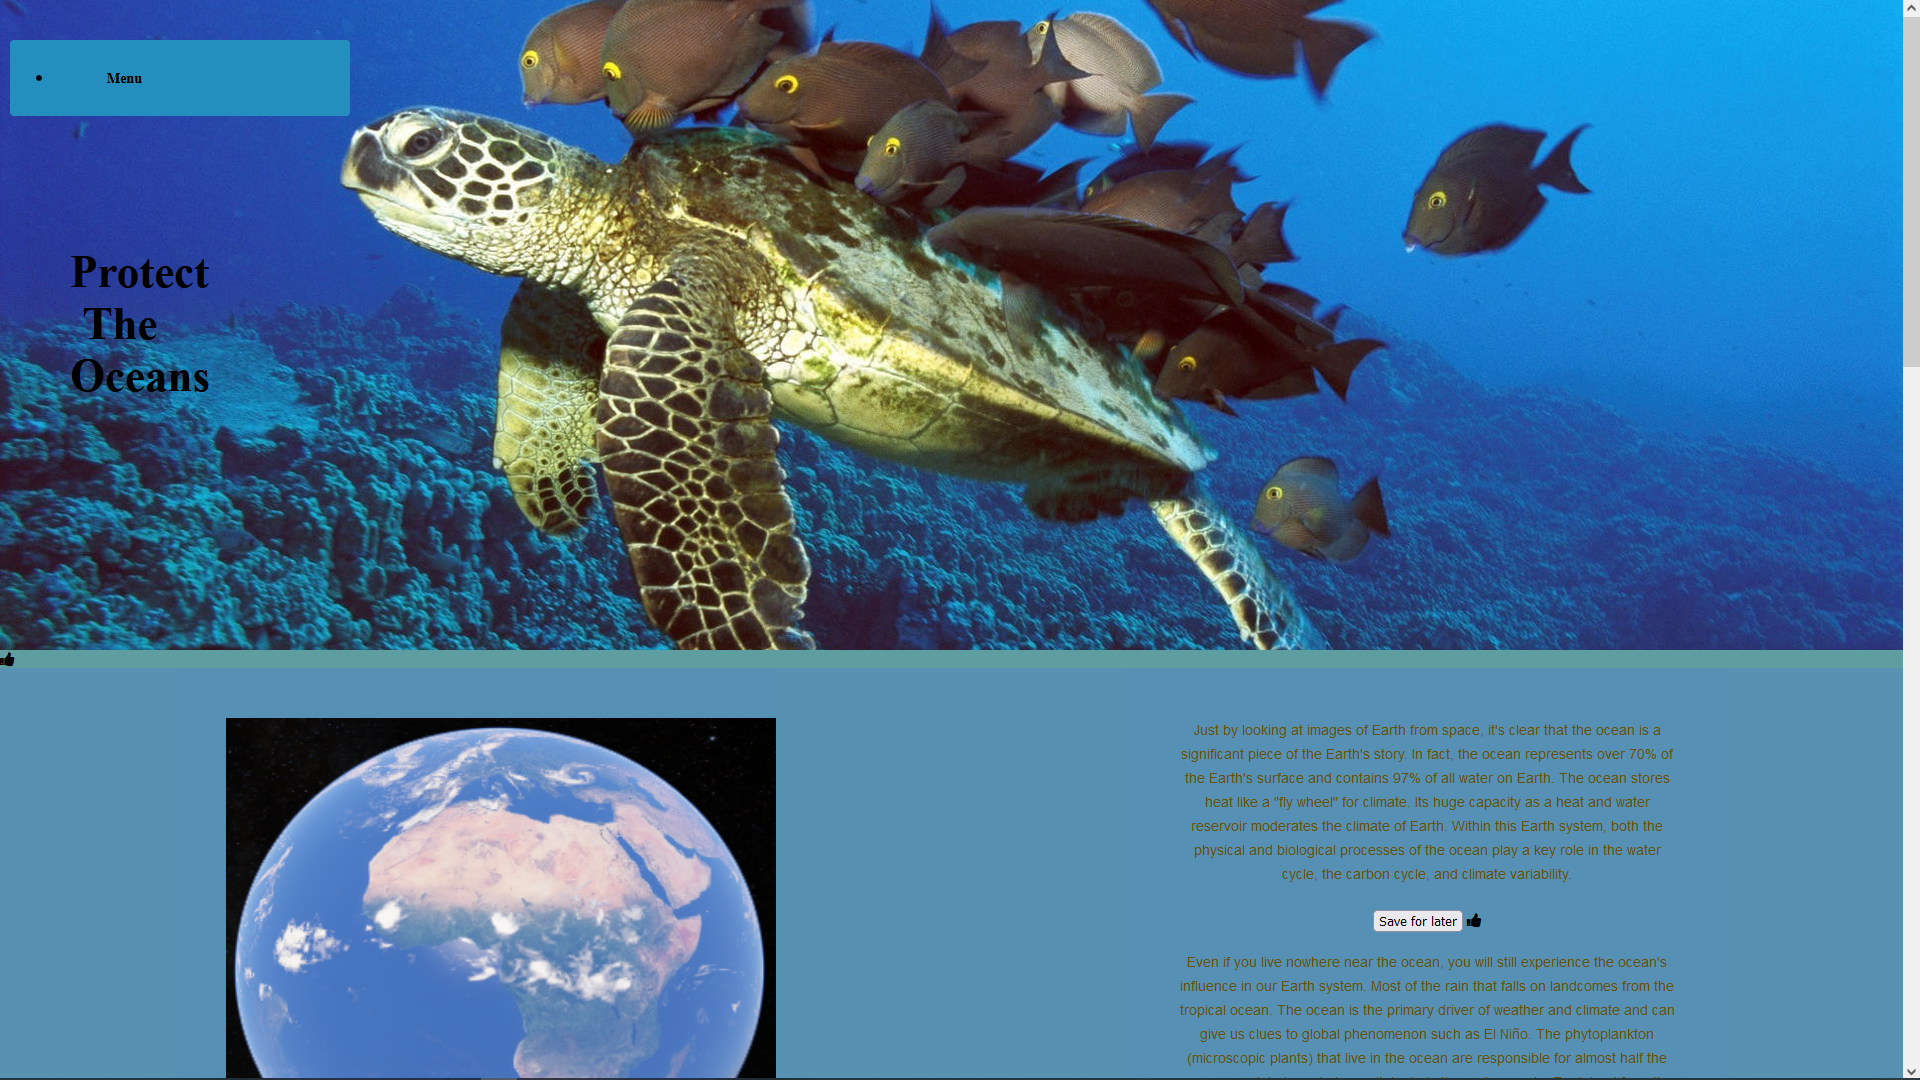 Menu
Protect
The
Oceans
Just by looking at images of Earth from space, it's clear that the ocean is a
significant piece of the Earth's story. In fact, the ocean represents over 70% of
the Earth's surface and contains 97% of all water on Earth. The ocean stores
heat like a "fly wheel" for climate. Its huge capacity as a heat and water
reservoir moderates the climate of Earth. Within this Earth system, both the
physical and biological processes of the ocean play a key role in the water
cycle, the carbon cycle, and climate variability.
Save for later
Even if you live nowhere near the ocean, you will still experience the ocean's
influence in our Earth system. Most of the rain that falls on landcomes from the
tropical ocean. The ocean is the primary driver of weather and climate and can
give us clues to global phenomenon such as El Niño. The phytoplankton
(microscopic plants) that live in the ocean are responsible for almost half the